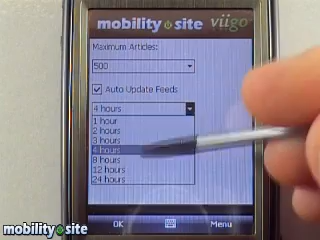 mobility site viigo
Maximum Articles:
500
Auto Update Feeds
4 hours
1 hour
2 hours
3 hours
4 hours
8 hours
12 hours
24 hours
OK Menu
mobility site